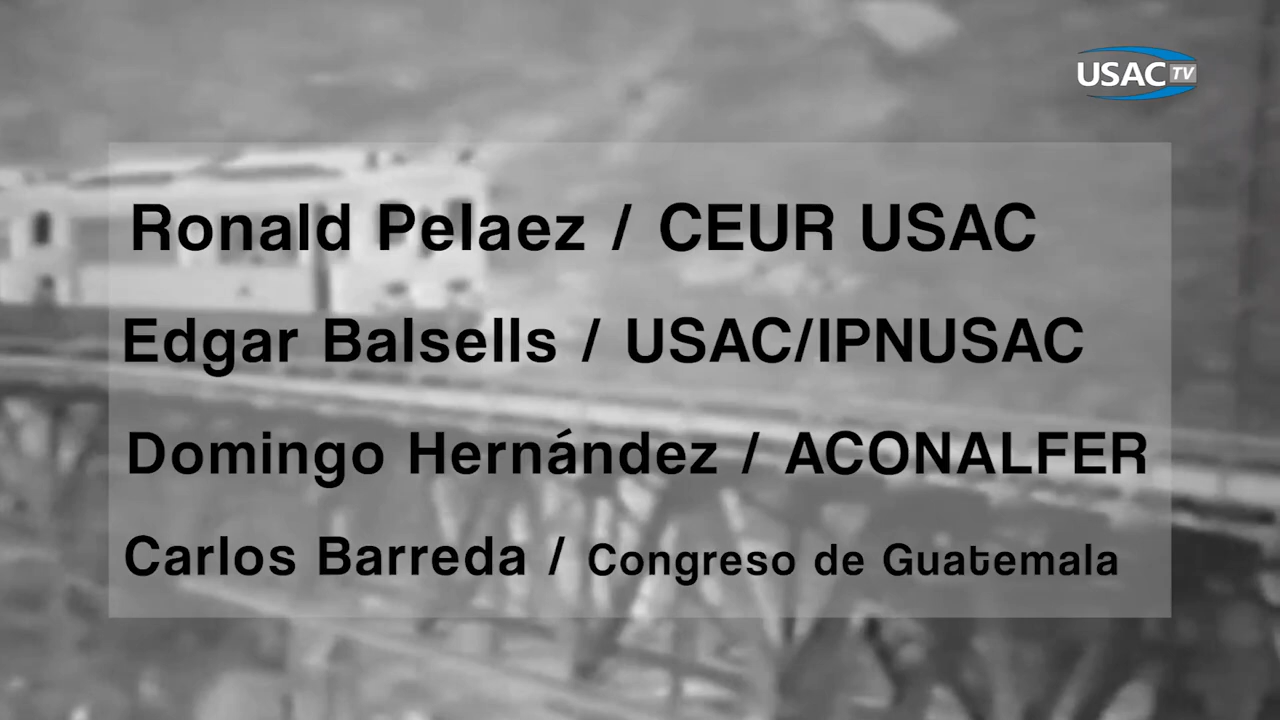 USAC TV
Ronald Pelaez / CEUR USAC
Edgar Balsells / USAC/IPNUSAC
Domingo Hernández / ACONALFER
Carlos Barreda / Congreso de Guatemala